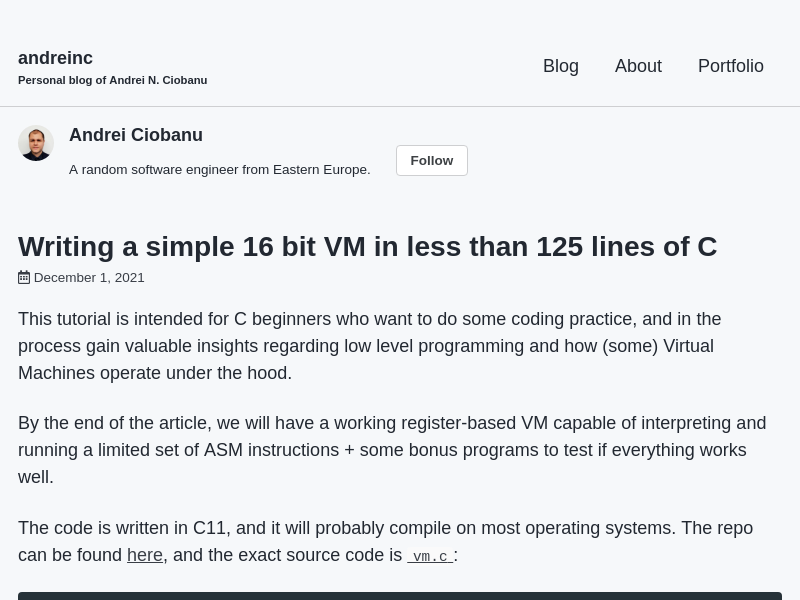 andreinc
Personal blog of Andrei N. Ciobanu
Blog About Portfolio
Andrei Ciobanu
A random software engineer from Eastern Europe.
Follow
Writing a simple 16 bit VM in less than 125 lines of C
December 1, 2021
This tutorial is intended for C beginners who want to do some coding practice, and in the
process gain valuable insights regarding low level programming and how (some) Virtual
Machines operate under the hood.
By the end of the article, we will have a working register-based VM capable of interpreting and
running a limited set of ASM instructions + some bonus programs to test if everything works
well.
The code is written in C11, and it will probably compile on most operating systems. The repo
can be found here, and the exact source code is vm.c :